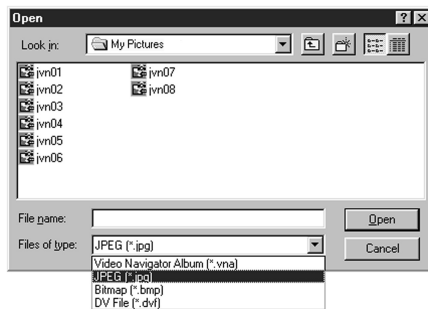 Open
Look in: My Pictures
jvn01 jvn07
jvn02 jvn08
jvn03
jvn04
jvn05
jvn06
File name: Open
Files of type: JPEG (*.jpg) Cancel
Video Navigator Album (*.vna)
JPEG (*.jpg)
Bitmap (*.bmp)
DV File (*.dvf)